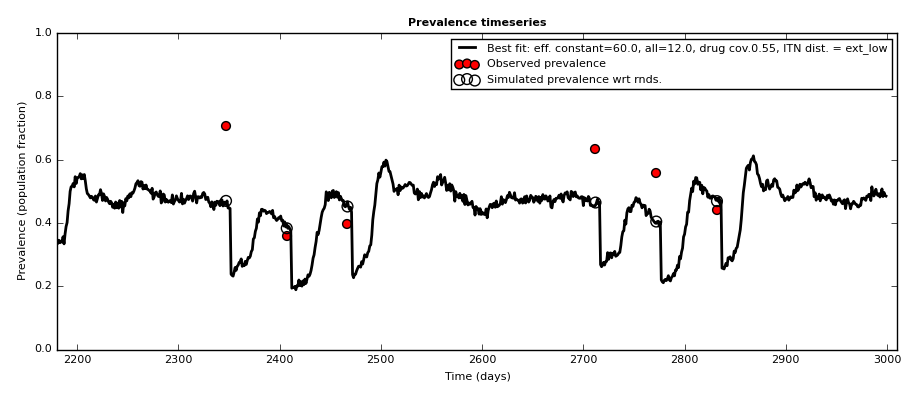 Prevalence timeseries
Best fit: eff. constant=60.0, all=12.0, drug cov.0.55, ITN dist. = ext_low
Observed prevalence
Simulated prevalence wrt rnds.
Prevalence (population fraction)
1.0
0.8
0.6
0.4
0.2
0.0
2200 2300 2400 2500 2600 2700 2800 2900 3000
Time (days)